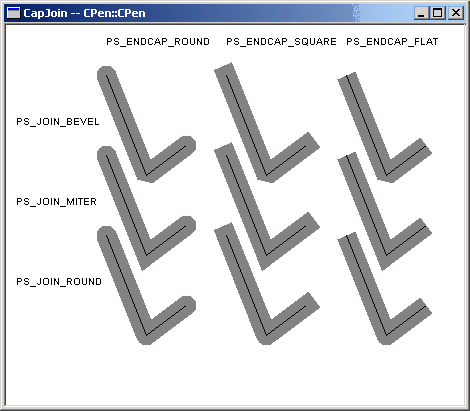 CapJoin -- CPen::CPen
PS_ENDCAP_ROUND PS_ENDCAP_SQUARE PS_ENDCAP_FLAT
PS_JOIN_BEVEL
PS_JOIN_MITER
PS_JOIN_ROUND